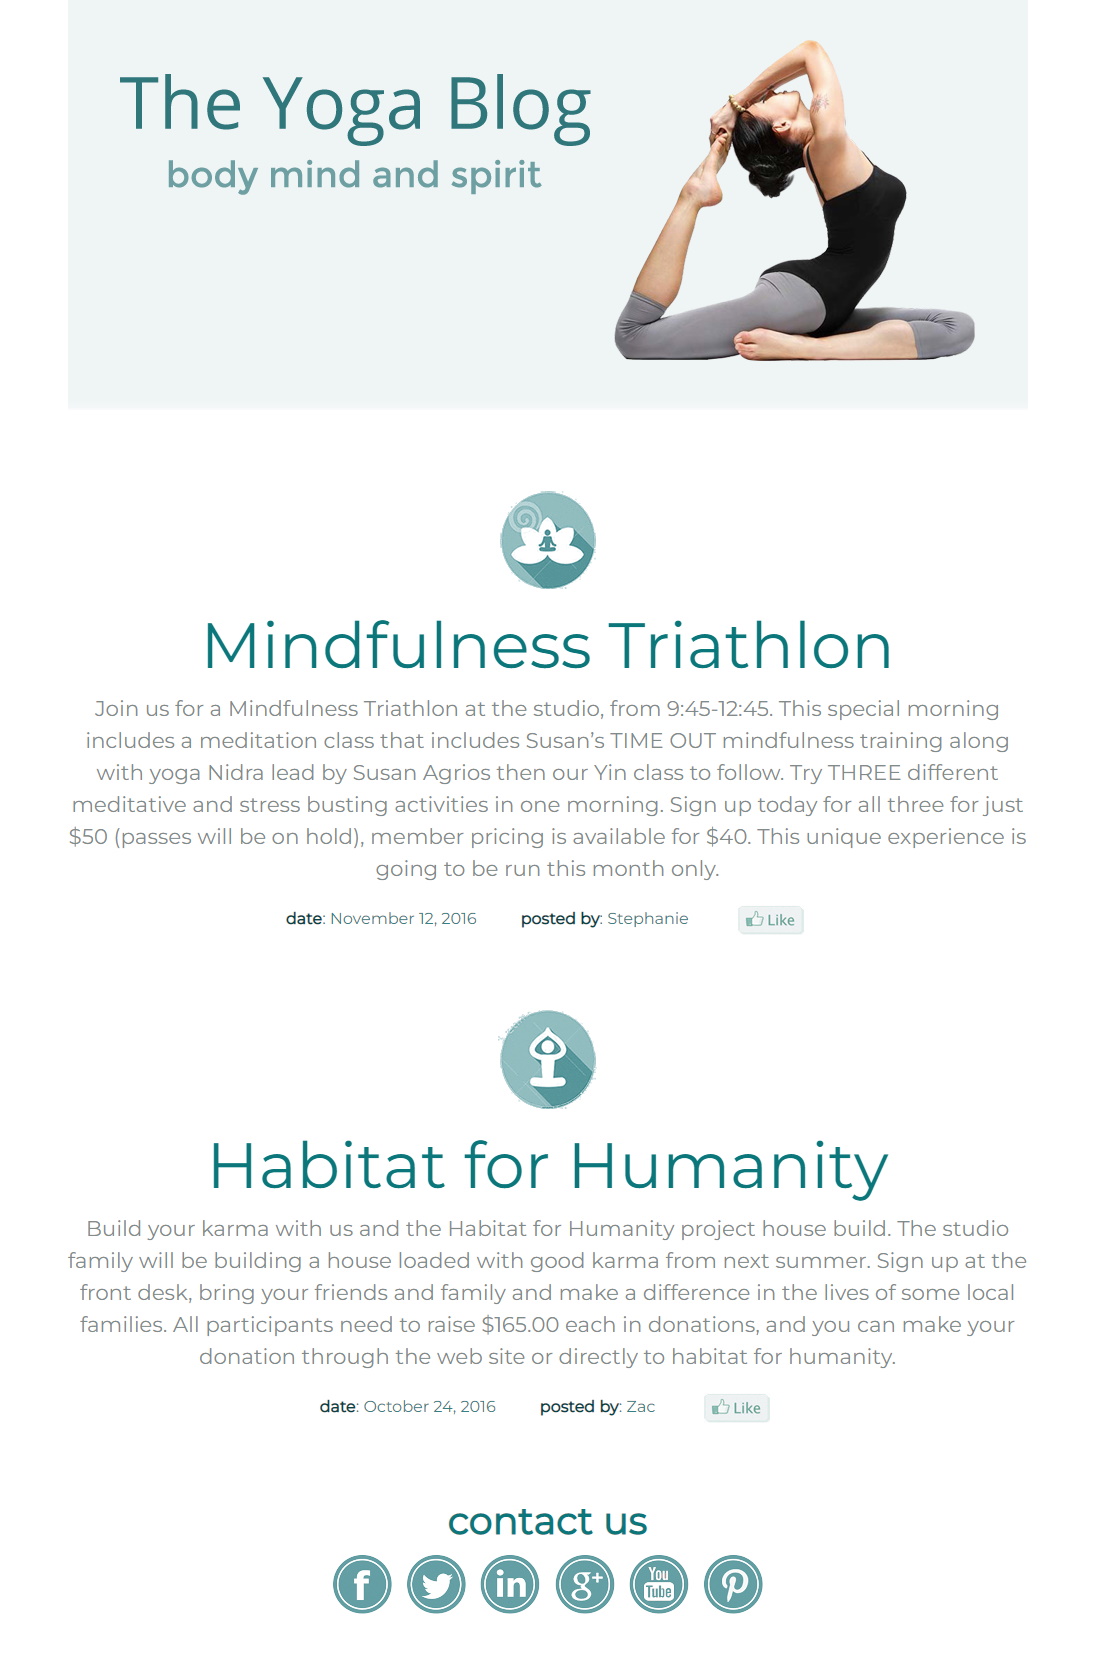 The Yoga Blog
body mind and spirit
Mindfulness Triathlon
Join us for a Mindfulness Triathlon at the studio, from 9:45-12:45. This special morning
includes a meditation class that includes Susan’s TIME OUT mindfulness training along
with yoga Nidra lead by Susan Agrios then our Yin class to follow. Try THREE different
meditative and stress busting activities in one morning. Sign up today for all three for just
$50 (passes will be on hold), member pricing is available for $40. This unique experience is
going to be run this month only.
date: November 12, 2016 posted by: Stephanie Like
Habitat for Humanity
Build your karma with us and the Habitat for Humanity project house build. The studio
family will be building a house loaded with good karma from next summer. Sign up at the
front desk, bring your friends and family and make a difference in the lives of some local
families. All participants need to raise $165.00 each in donations, and you can make your
donation through the web site or directly to habitat for humanity.
date: October 24, 2016 posted by: Zac Like
contact us
f in g+ You Tube